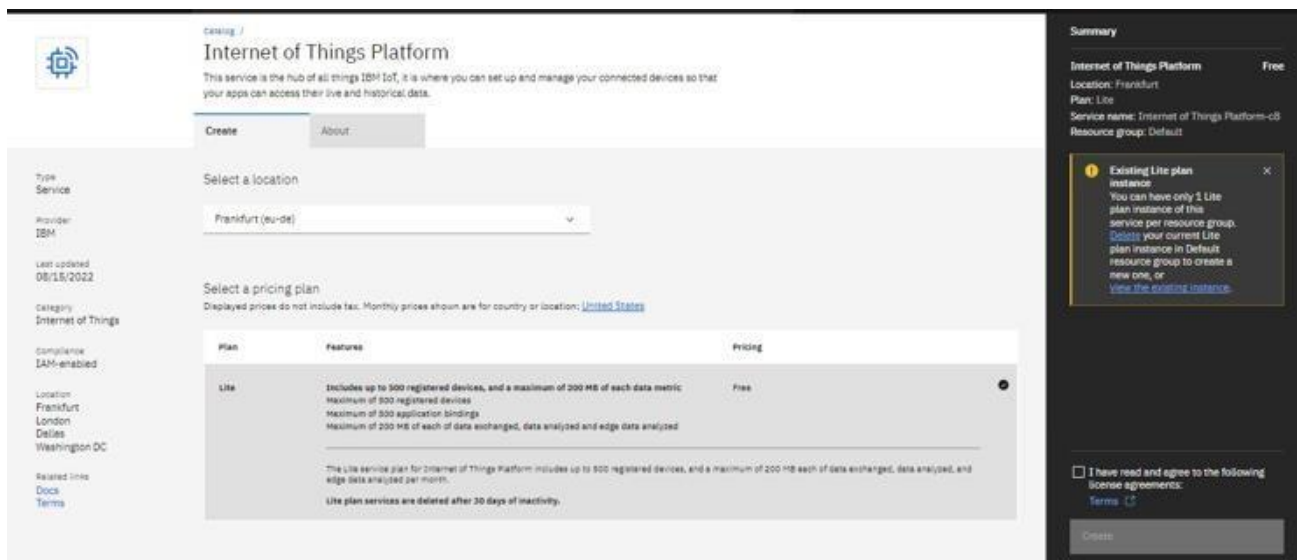 Catalog /
Internet of Things Platform
This service is the hub of all things IBM IoT, it is where you can set up and manage your connected devices so that
your apps can access their live and historical data.
Create
About
Type
Service
Provider
IBM
Last updated
08/15/2022
Category
Internet of Things
Compliance
IAM-enabled
Location
Frankfurt
London
Dallas
Washington DC
Related links
Docs
Terms
Select a location
Frankfurt (eu-de)
Select a pricing plan
Displayed prices do not include tax. Monthly prices shown are for country or location: United States
Plan
Features
Pricing
Lite
Includes up to 500 registered devices, and a maximum of 200 MB of each data metric
Free
Maximum of 500 registered devices
Maximum of 500 application bindings
Maximum of 200 MB of each of data exchanged, data analyzed and edge data analyzed
The Lite service plan for Internet of Things Platform includes up to 500 registered devices, and a maximum of 200 MB each of data exchanged, data analyzed, and
edge data analyzed per month.
Lite plan services are deleted after 30 days of inactivity.
Summary
Internet of Things Platform Free
Location: Frankfurt
Plan: Lite
Service name: Internet of Things Platform-c8
Resource group: Default
Existing Lite plan
instance
You can have only 1 Lite
plan instance of this
service per resource group.
Delete your current Lite
plan instance in Default
resource group to create a
new one, or
view the existing instance.
I have read and agree to the following
license agreements:
Terms
Create